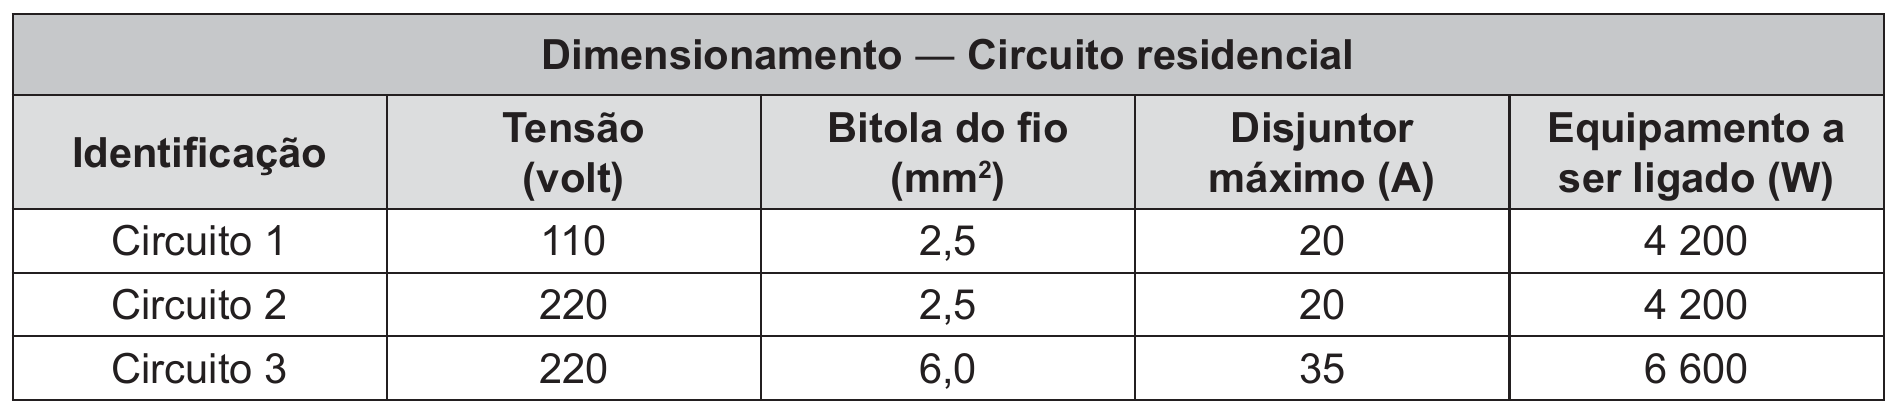 Dimensionamento — Circuito residencial
Identificação
Tensão
(volt)
Bitola do fio
(mm²)
Disjuntor
máximo (A)
Equipamento a
ser ligado (W)
Circuito 1 110 2,5 20 4 200
Circuito 2 220 2,5 20 4 200
Circuito 3 220 6,0 35 6 600